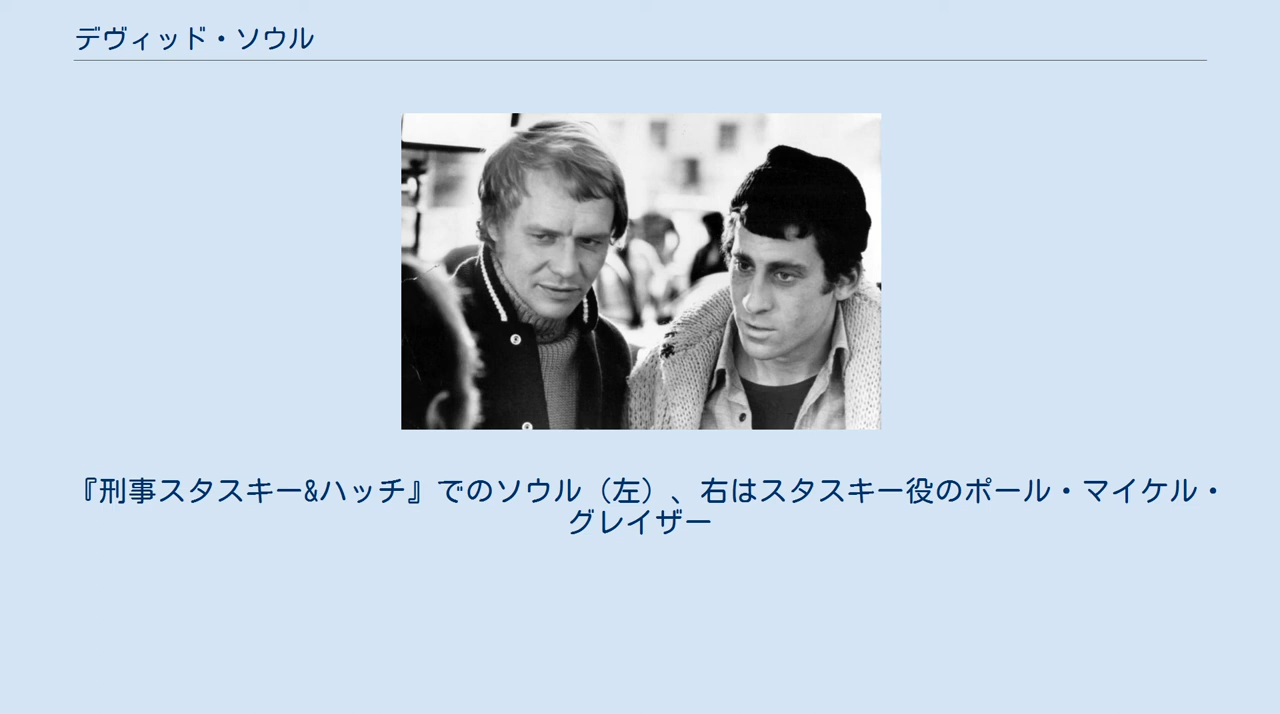 デヴィッド・ソウル
『刑事スタスキー&ハッチ』でのソウル（左）、右はスタスキー役のポール・マイケル・
グレイザー